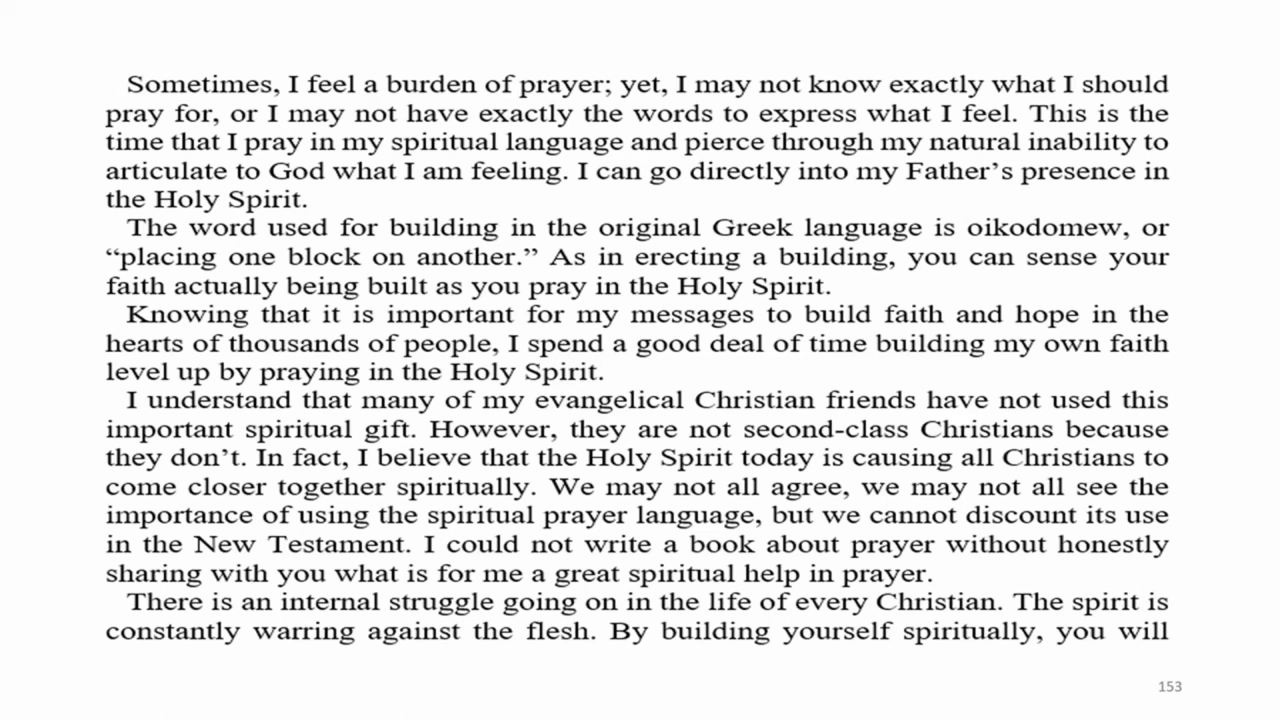 Sometimes, I feel a burden of prayer; yet, I may not know exactly what I should
pray for, or I may not have exactly the words to express what I feel. This is the
time that I pray in my spiritual language and pierce through my natural inability to
articulate to God what I am feeling. I can go directly into my Father’s presence in
the Holy Spirit.
The word used for building in the original Greek language is oikodomew, or
“placing one block on another.” As in erecting a building, you can sense your
faith actually being built as you pray in the Holy Spirit.
Knowing that it is important for my messages to build faith and hope in the
hearts of thousands of people, I spend a good deal of time building my own faith
level up by praying in the Holy Spirit.
I understand that many of my evangelical Christian friends have not used this
important spiritual gift. However, they are not second-class Christians because
they don’t. In fact, I believe that the Holy Spirit today is causing all Christians to
come closer together spiritually. We may not all agree, we may not all see the
importance of using the spiritual prayer language, but we cannot discount its use
in the New Testament. I could not write a book about prayer without honestly
sharing with you what is for me a great spiritual help in prayer.
There is an internal struggle going on in the life of every Christian. The spirit is
constantly warring against the flesh. By building yourself spiritually, you will
153